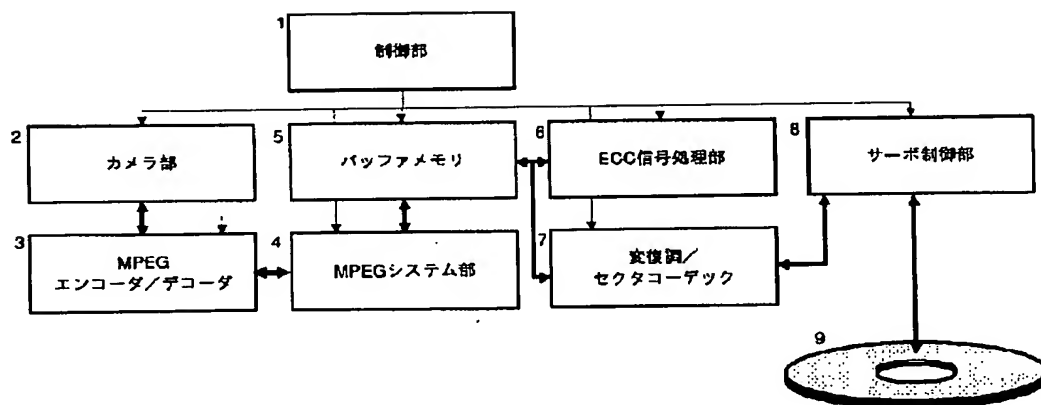 1
制御部
2
カメラ部
5
バッファメモリ
6
ECC信号処理部
8
サーボ制御部
3
MPEG
エンコーダ/デコーダ
4
MPEGシステム部
7
変復調/
セクタコーデック
9